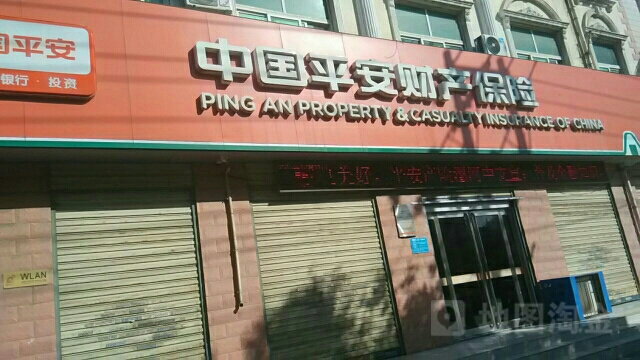 国平安
银行·投资
中国平安财产保险
PING AN PROPERTY & CASUALTY INSURANCE OF CHINA
WLAN
地图淘金